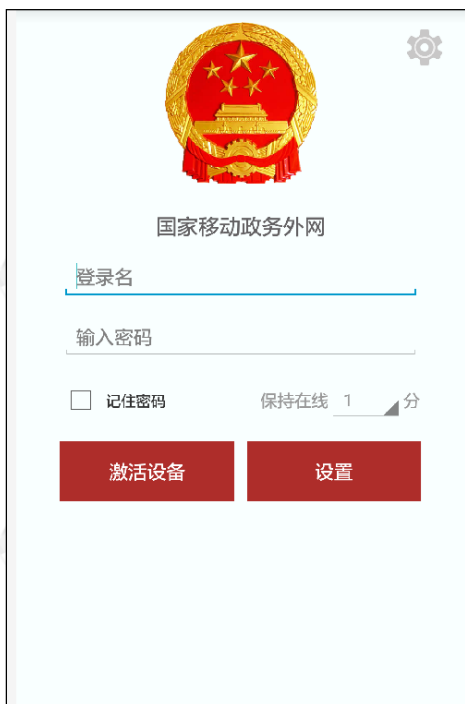 国家移动政务外网
登录名
输入密码
记住密码 保持在线 1 分
激活设备 设置